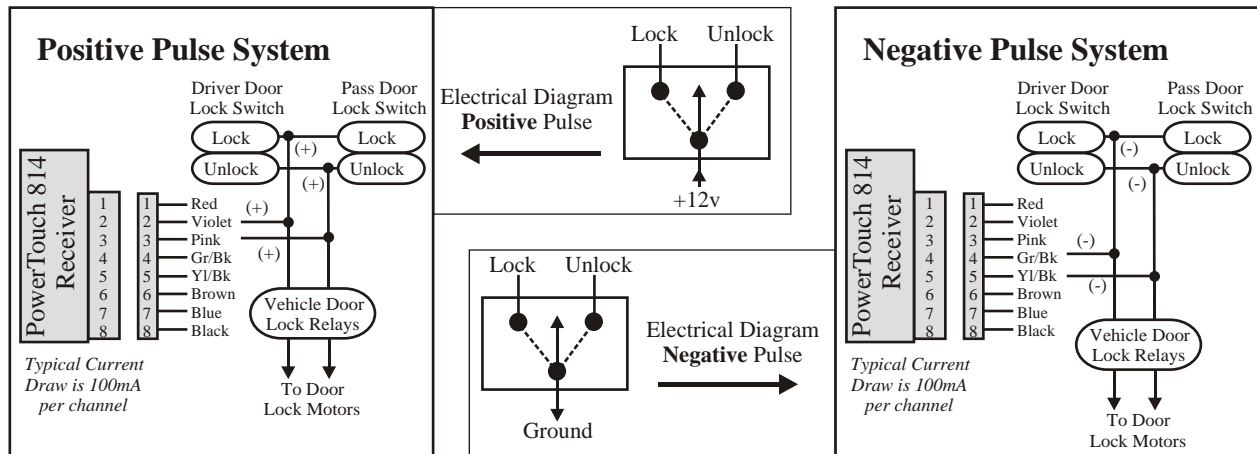 Positive Pulse System
Driver Door
Lock Switch
Pass Door
Lock Switch
Lock
Lock
(+)
Unlock
Unlock
(+)
PowerTouch 814
Receiver
1
2
3
4
5
6
7
8
1
2
3
4
5
6
7
8
Red
Violet
Pink
Gr/Bk
Yl/Bk
Brown
Blue
Black
(+)
(+)
Vehicle Door
Lock Relays
Typical Current
Draw is 100mA
per channel
To Door
Lock Motors
Lock
Unlock
Electrical Diagram
Positive Pulse
+12v
Lock
Unlock
Electrical Diagram
Negative Pulse
Ground
Negative Pulse System
Driver Door
Lock Switch
Pass Door
Lock Switch
Lock
Lock
(-)
Unlock
Unlock
(-)
PowerTouch 814
Receiver
1
2
3
4
5
6
7
8
1
2
3
4
5
6
7
8
Red
Violet
Pink
Gr/Bk
Yl/Bk
Brown
Blue
Black
(-)
(-)
Vehicle Door
Lock Relays
Typical Current
Draw is 100mA
per channel
To Door
Lock Motors